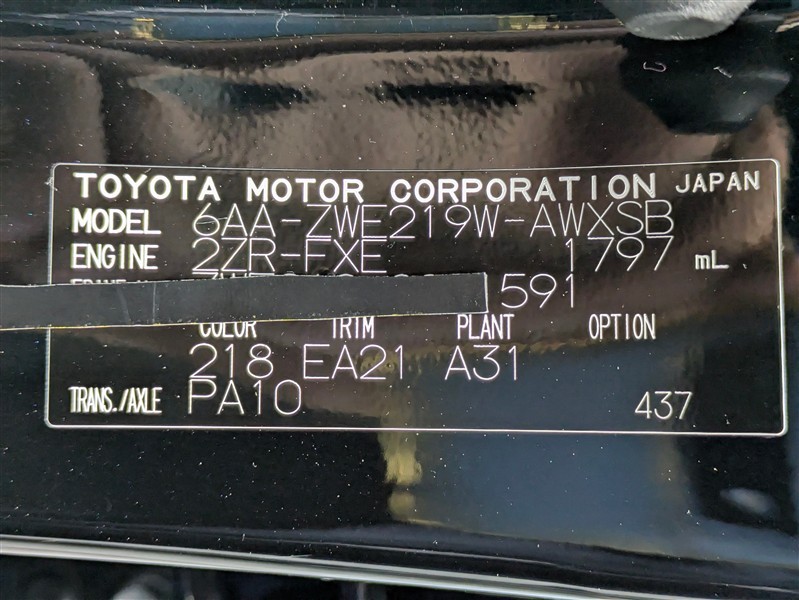 TOYOTA MOTOR CORPORATION JAPAN
MODEL 6AA-ZWE219W-AWXSB
ENGINE 2ZR-FXE 1797 mL
1591
COLOR TRIM PLANT OPTION
218 EA21 A31
TRANS./AXLE PA10 437